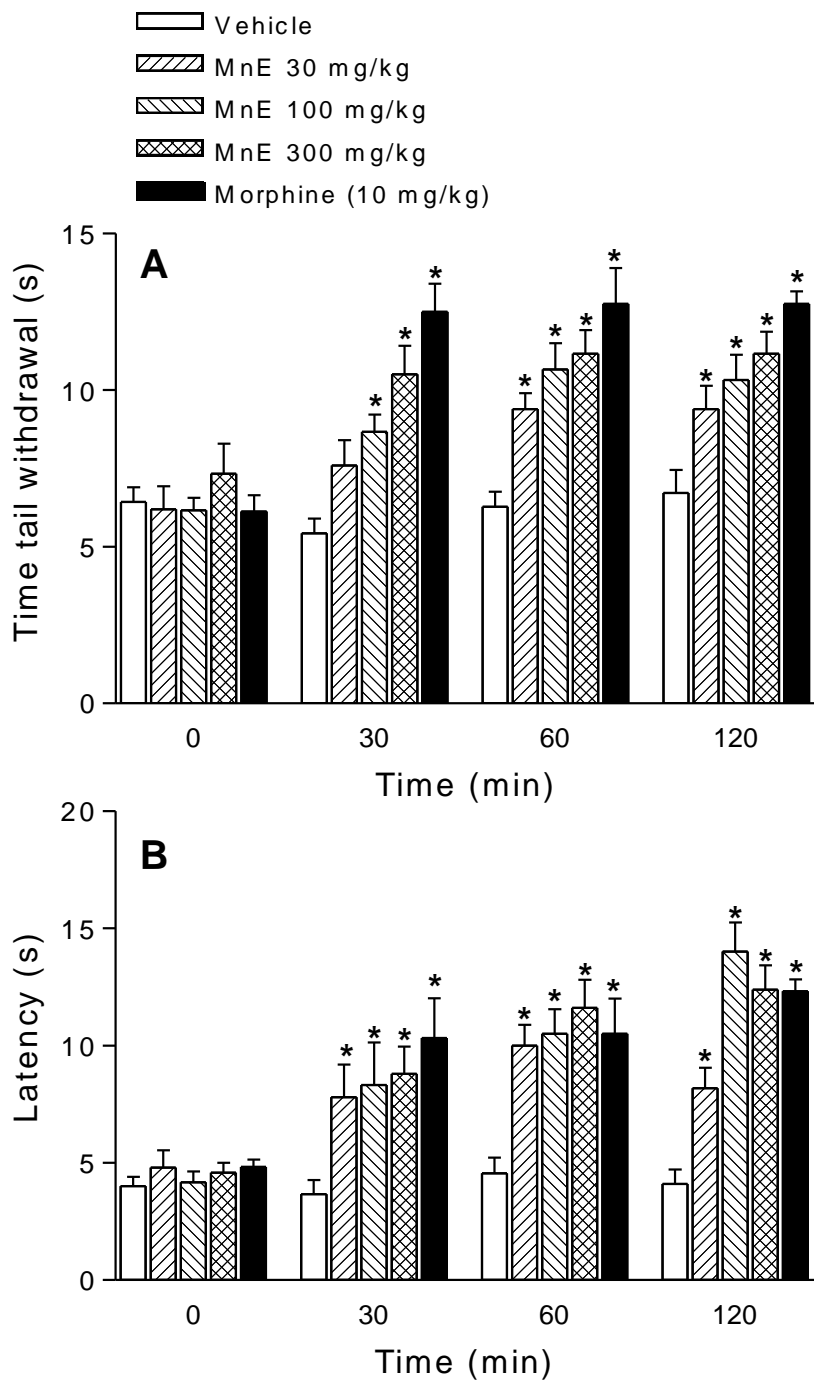 Vehicle
MnE 30 mg/kg
MnE 100 mg/kg
MnE 300 mg/kg
Morphine (10 mg/kg)
A
Time tail withdrawal (s)
15
10
5
0
* * *
* * * *
* * * *
0 30 60 120
Time (min)
B
Latency (s)
20
15
10
5
0
* * * *
* * * *
* * * *
0 30 60 120
Time (min)